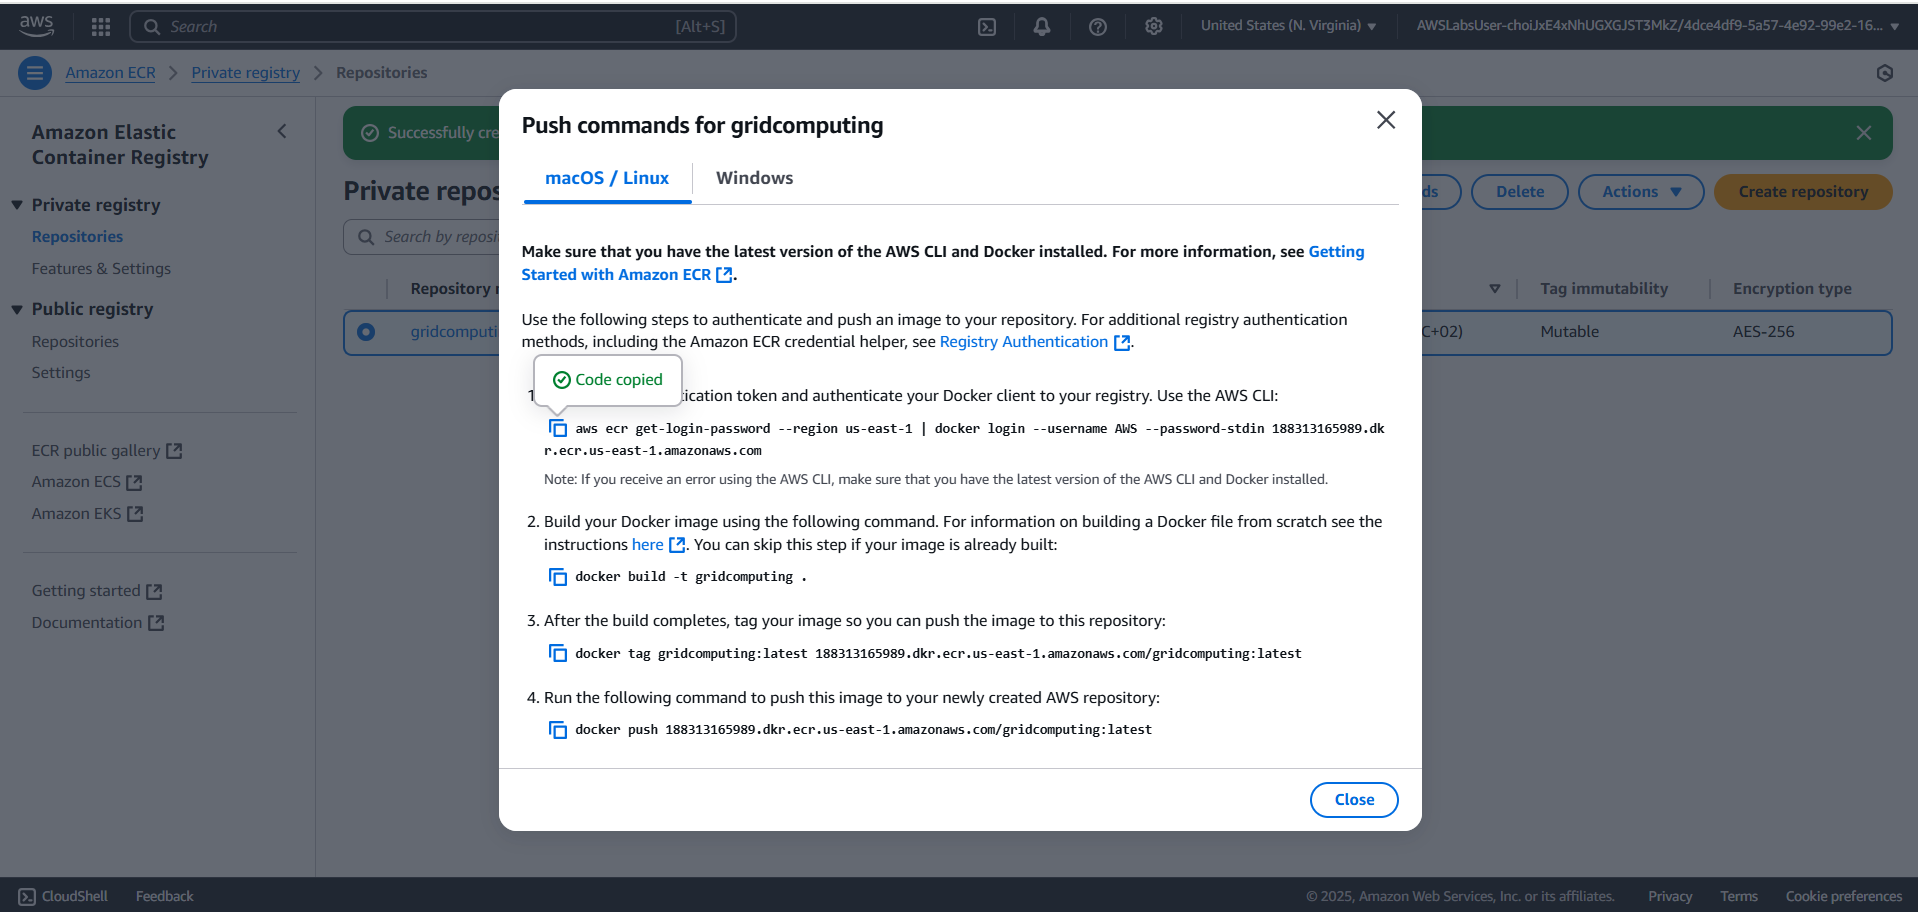 aws
Search
[Alt+S]
United States (N. Virginia)
AWSLabsUser-choiJxE4xNhUGXGJST3MkZ/4dce4df9-5a57-4e92-99e2-16...
Amazon ECR
Private registry
Repositories
Amazon Elastic
Container Registry
Private registry
Repositories
Features & Settings
Public registry
Repositories
Settings
ECR public gallery
Amazon ECS
Amazon EKS
Getting started
Documentation
Successfully cre
Private repos
ds
Delete
Actions
Create repository
Search by reposi
Repository
Tag immutability
Encryption type
gridcomputi
C+02)
Mutable
AES-256
Push commands for gridcomputing
macOS / Linux
Windows
Make sure that you have the latest version of the AWS CLI and Docker installed. For more information, see Getting
Started with Amazon ECR.
Use the following steps to authenticate and push an image to your repository. For additional registry authentication
methods, including the Amazon ECR credential helper, see Registry Authentication.
Code copied
1
ication token and authenticate your Docker client to your registry. Use the AWS CLI:
aws ecr get-login-password --region us-east-1 | docker login --username AWS --password-stdin 188313165989.dk
r.ecr.us-east-1.amazonaws.com
Note: If you receive an error using the AWS CLI, make sure that you have the latest version of the AWS CLI and Docker installed.
2. Build your Docker image using the following command. For information on building a Docker file from scratch see the
instructions here. You can skip this step if your image is already built:
docker build -t gridcomputing .
3. After the build completes, tag your image so you can push the image to this repository:
docker tag gridcomputing:latest 188313165989.dkr.ecr.us-east-1.amazonaws.com/gridcomputing:latest
4. Run the following command to push this image to your newly created AWS repository:
docker push 188313165989.dkr.ecr.us-east-1.amazonaws.com/gridcomputing:latest
Close
CloudShell
Feedback
© 2025, Amazon Web Services, Inc. or its affiliates.
Privacy
Terms
Cookie preferences